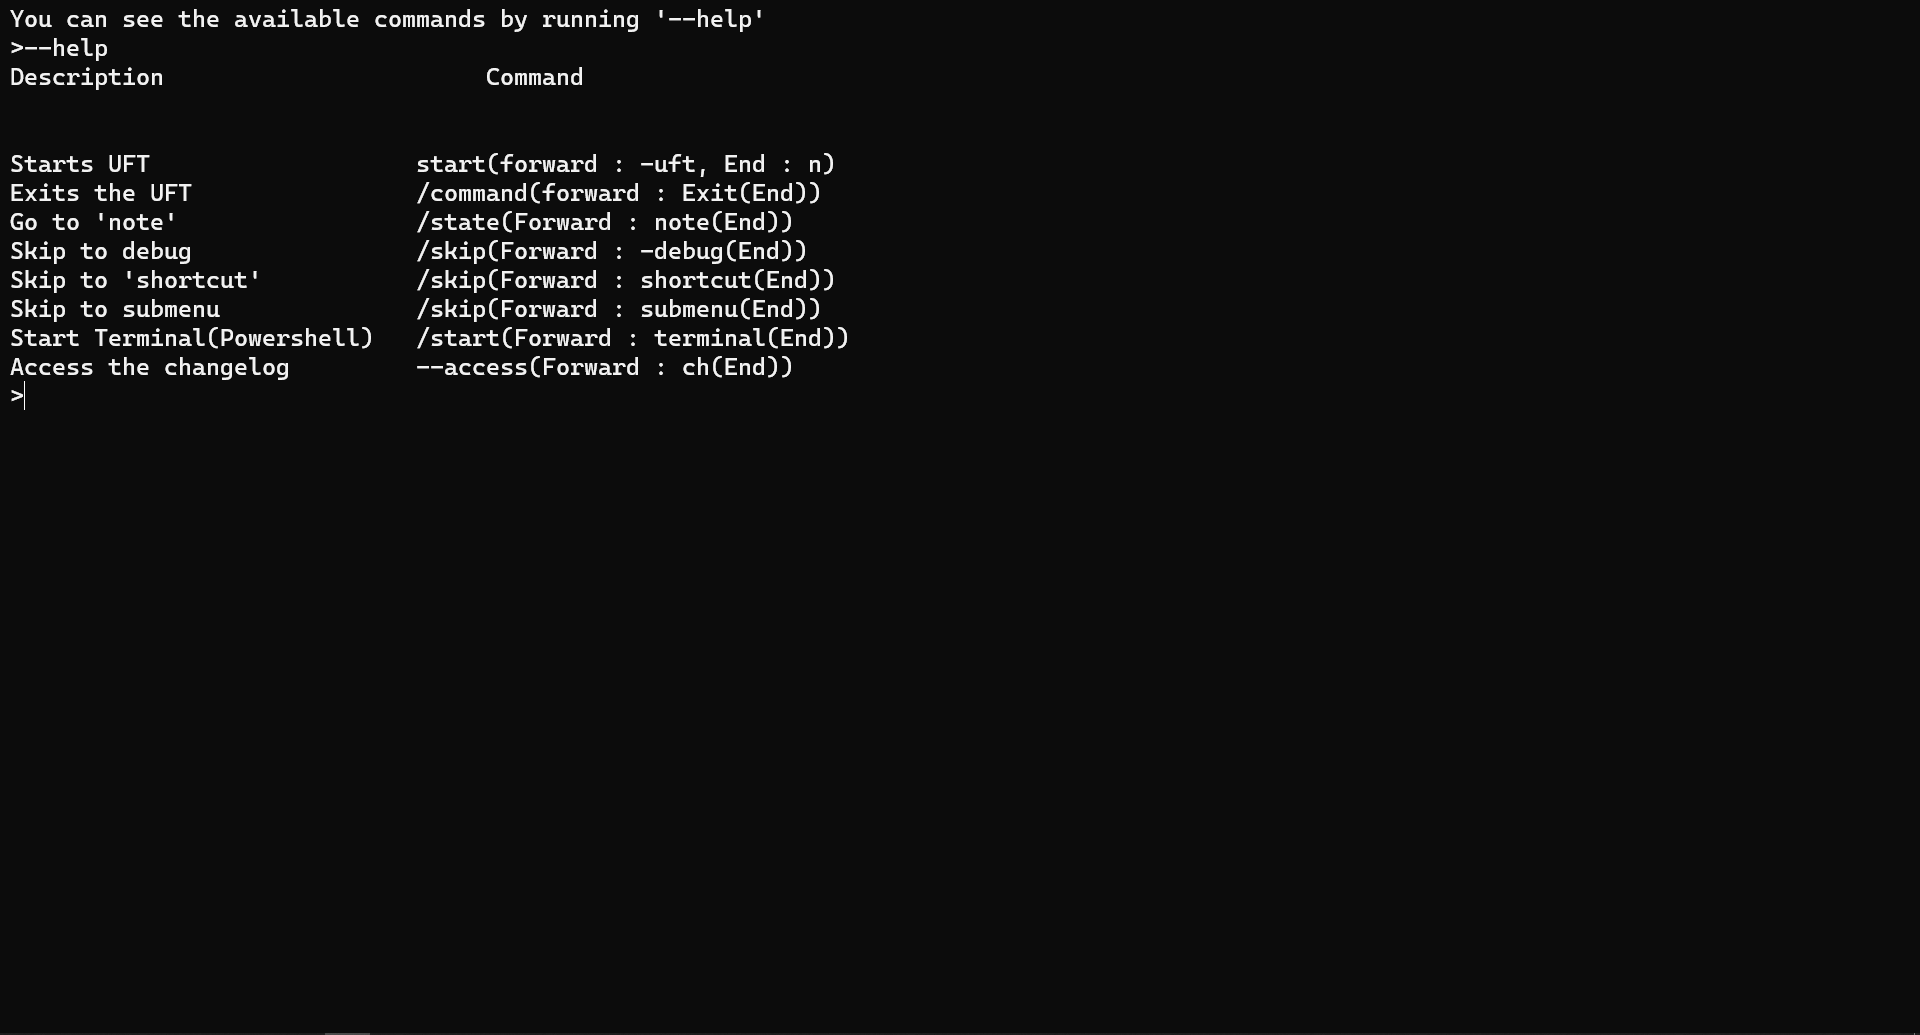 You can see the available commands by running '--help'
>--help
Description                       Command
Starts UFT                   start(forward : -uft, End : n)
Exits the UFT                /command(forward : Exit(End))
Go to 'note'                 /state(Forward : note(End))
Skip to debug                /skip(Forward : -debug(End))
Skip to 'shortcut'           /skip(Forward : shortcut(End))
Skip to submenu              /skip(Forward : submenu(End))
Start Terminal(Powershell)   /start(Forward : terminal(End))
Access the changelog         --access(Forward : ch(End))
>